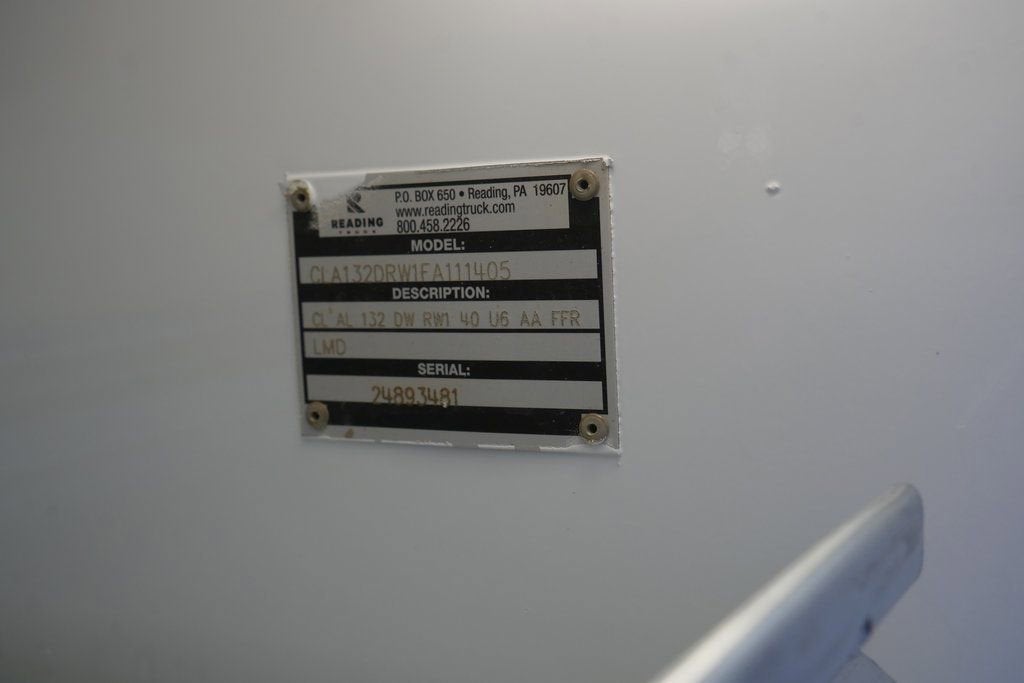 READING
TRUCK
P.O. BOX 650 • Reading, PA 19607
www.readingtruck.com
800.458.2226
MODEL:
CLA132DRW1FA111405
DESCRIPTION:
CL'AL 132 DW RW1 40 U6 AA FFR
LMD
SERIAL:
24893481